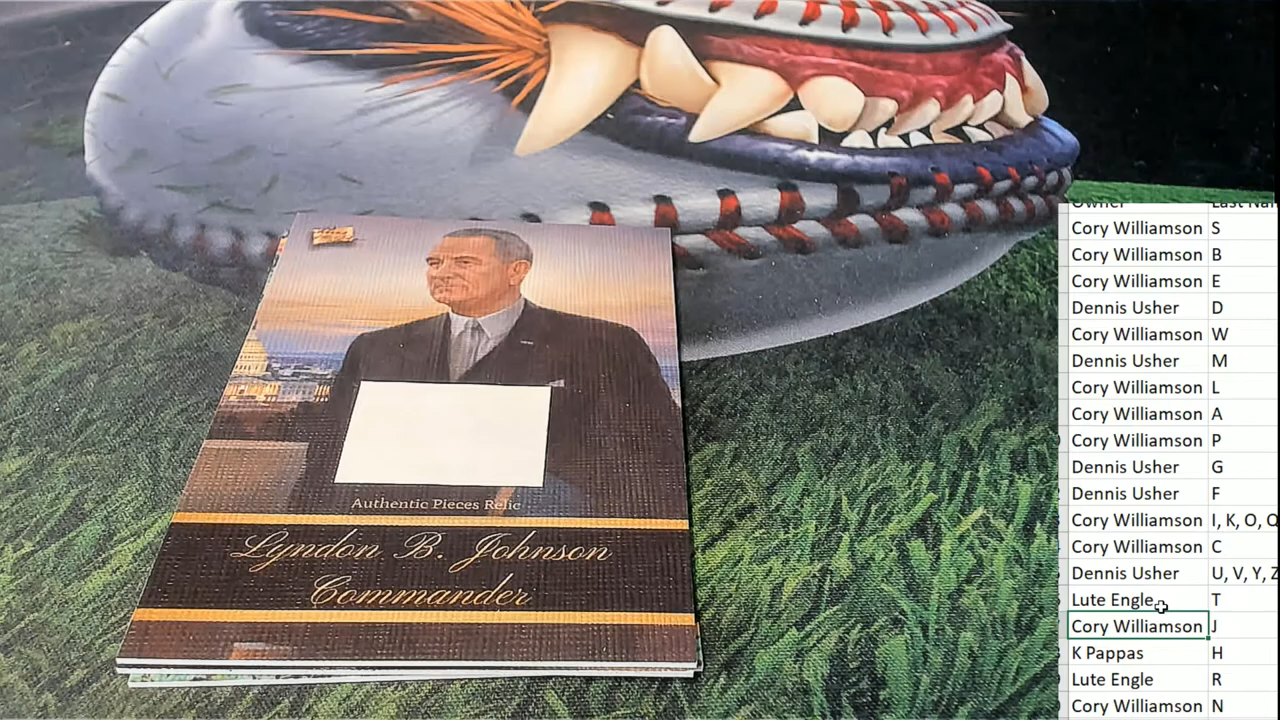 Authentic Pieces Relic
Lyndon B. Johnson
Commander
Owner
Cory Williamson S
Cory Williamson B
Cory Williamson E
Dennis Usher D
Cory Williamson W
Dennis Usher M
Cory Williamson L
Cory Williamson A
Cory Williamson P
Dennis Usher G
Dennis Usher F
Cory Williamson I, K, O, Q
Cory Williamson C
Dennis Usher U, V, Y, Z
Lute Engle T
Cory Williamson J
K Pappas H
Lute Engle R
Cory Williamson N